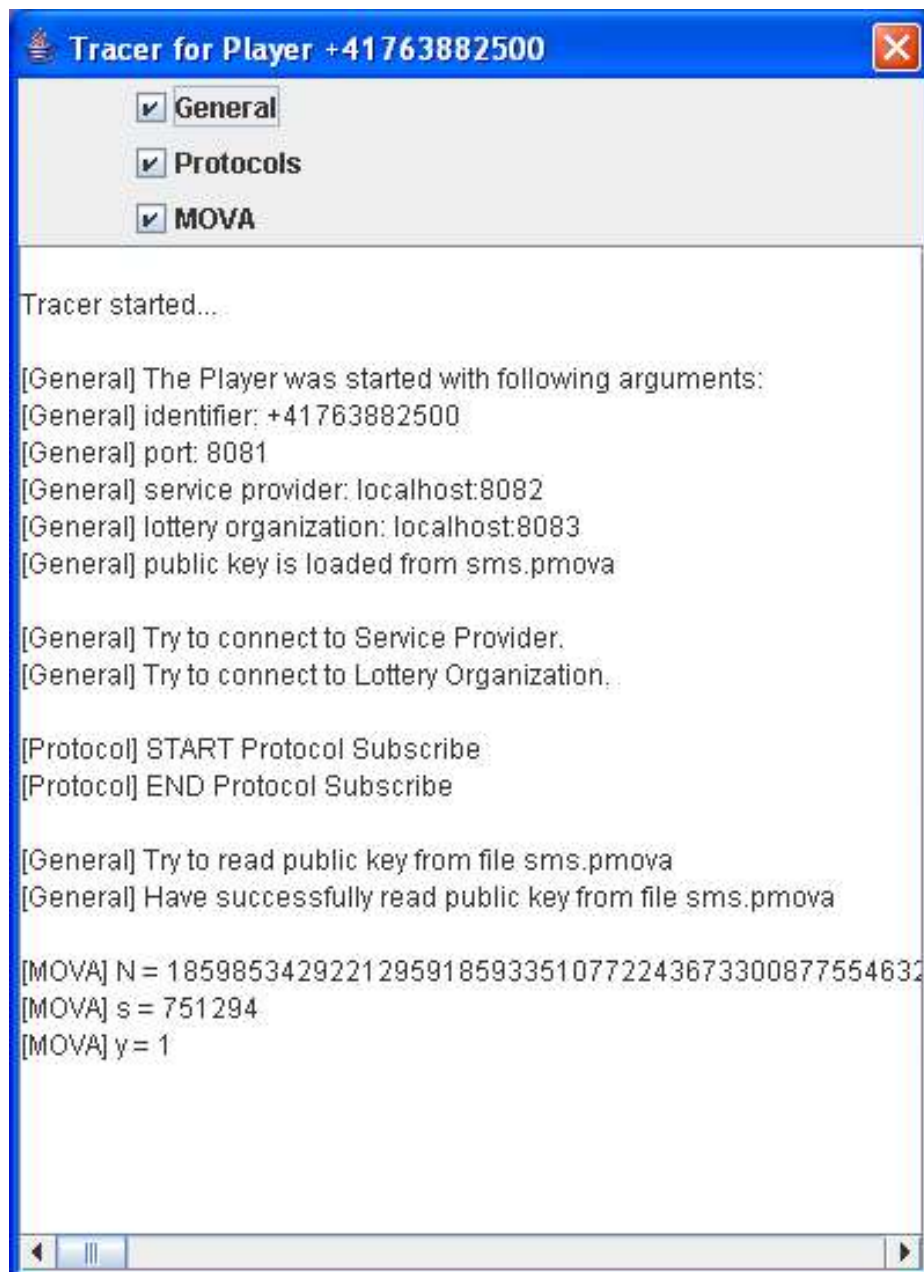 Tracer for Player +41763882500
General
Protocols
MOVA
Tracer started...
[General] The Player was started with following arguments:
[General] identifier: +41763882500
[General] port: 8081
[General] service provider: localhost:8082
[General] lottery organization: localhost:8083
[General] public key is loaded from sms.pmova
[General] Try to connect to Service Provider.
[General] Try to connect to Lottery Organization.
[Protocol] START Protocol Subscribe
[Protocol] END Protocol Subscribe
[General] Try to read public key from file sms.pmova
[General] Have successfully read public key from file sms.pmova
[MOVA] N = 18598534292212959185933510772243673300877554632
[MOVA] s = 751294
[MOVA] y = 1